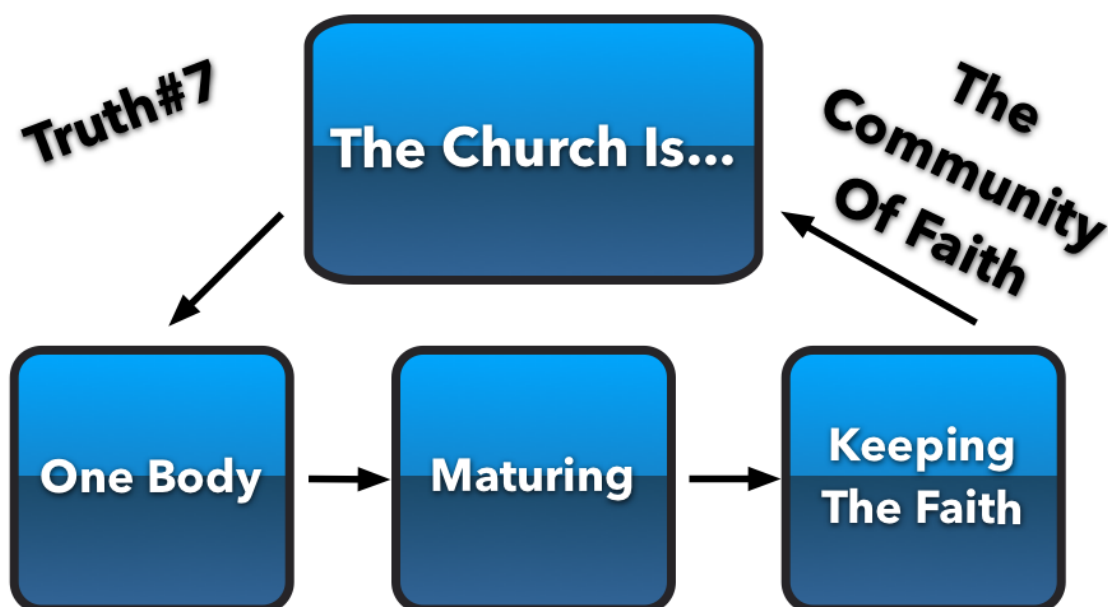 Truth#7
The Church Is...
The
Community
Of Faith
One Body
Maturing
Keeping
The Faith